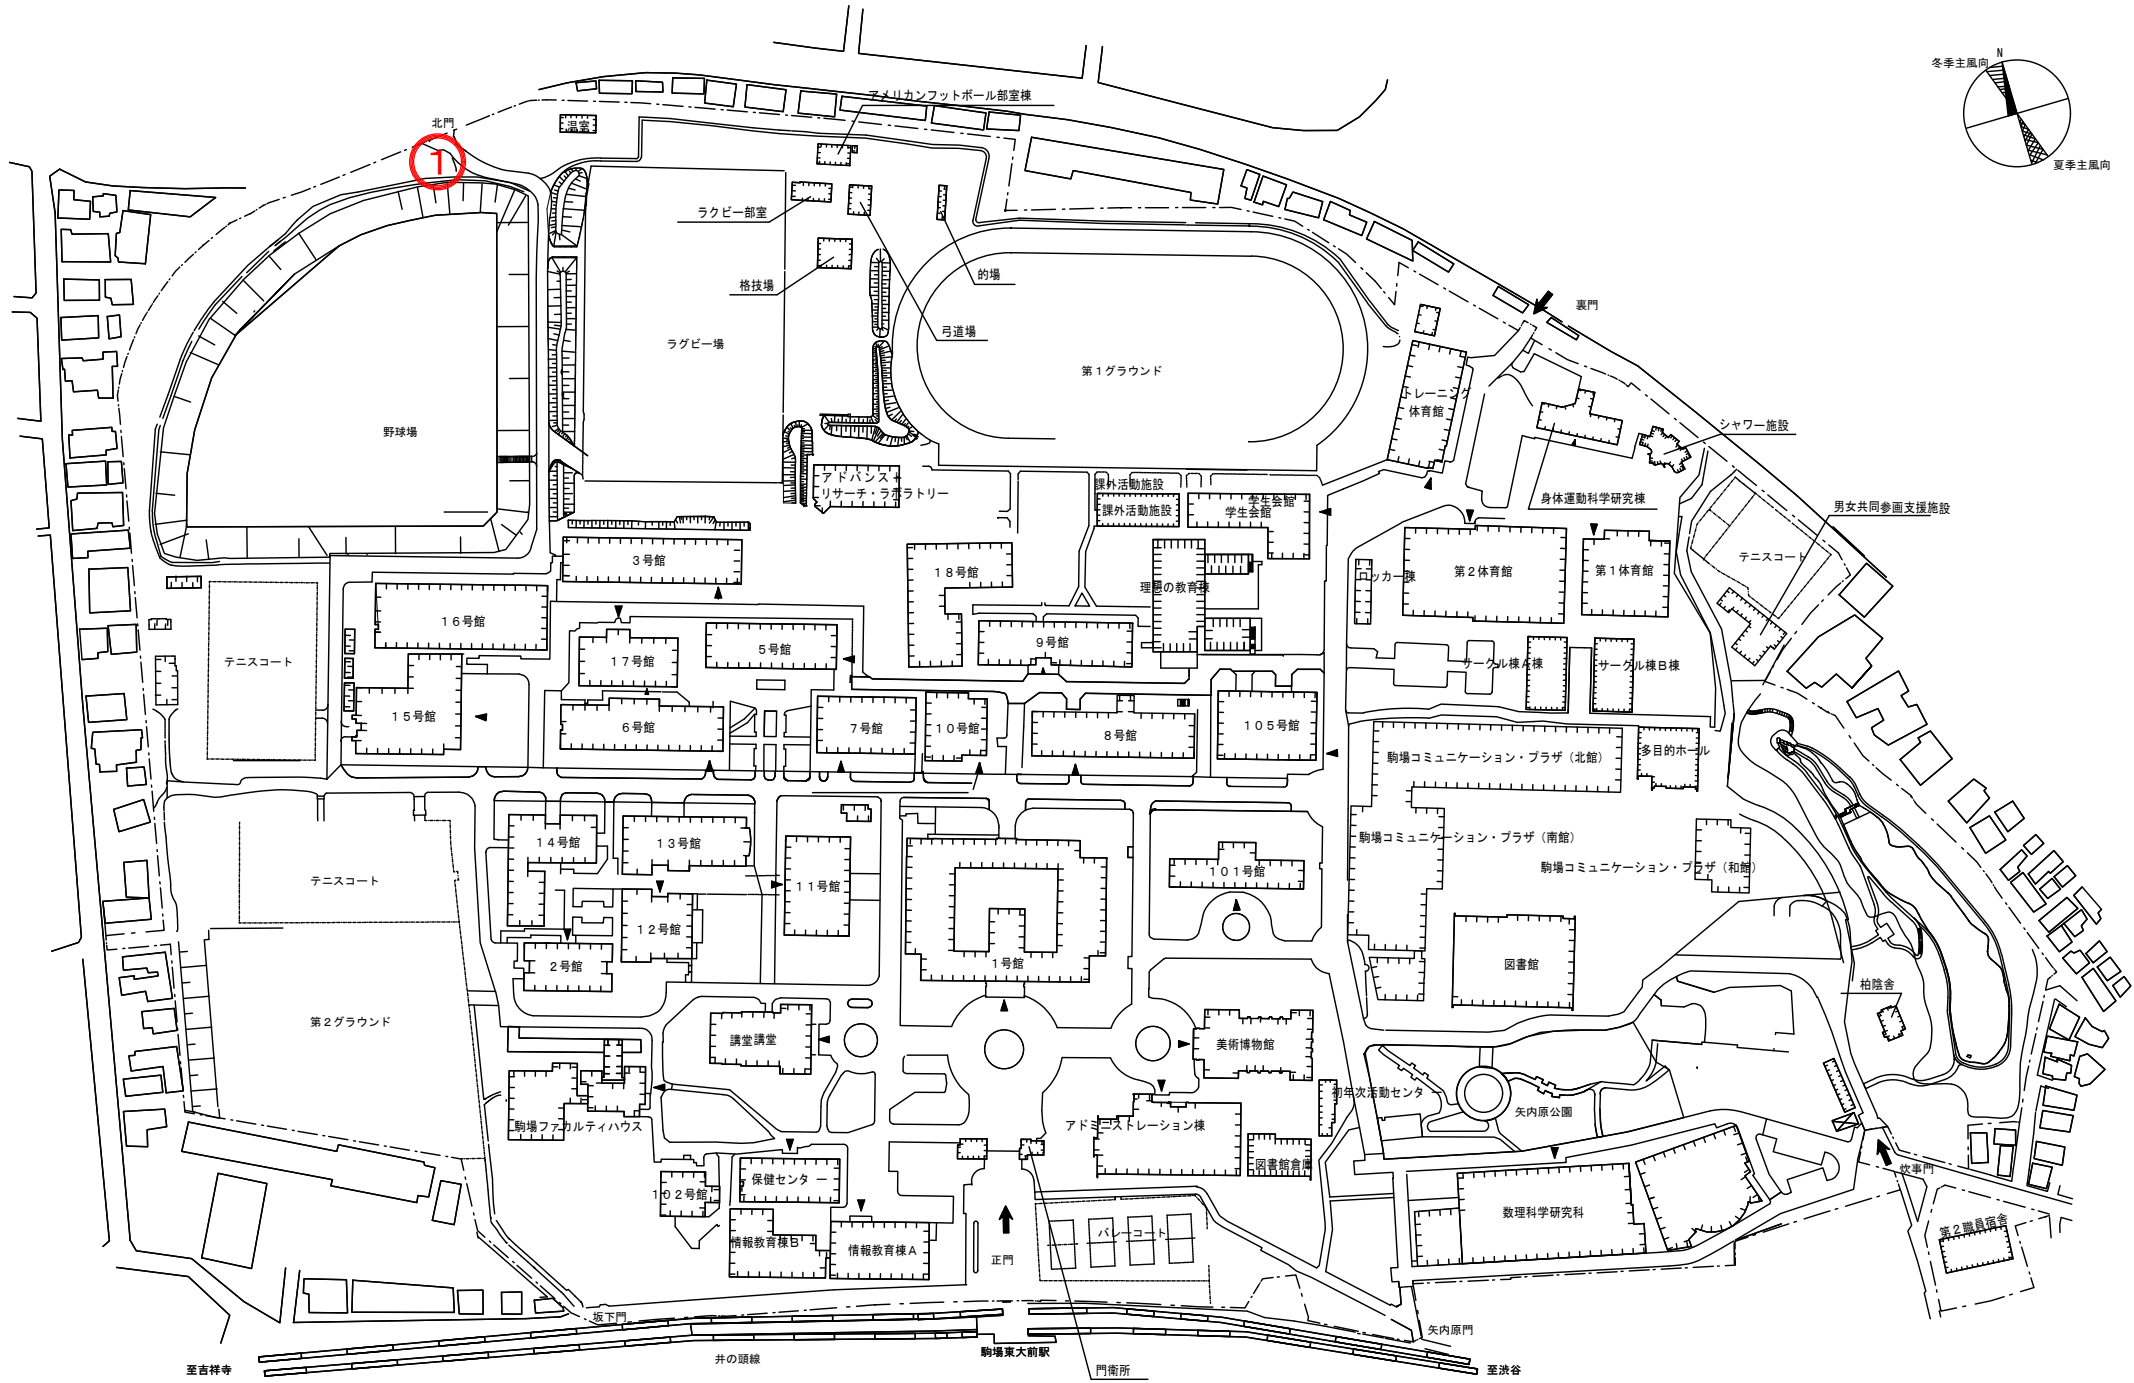 N
冬季主風向
夏季主風向
アメリカンフットボール部室棟
北門
温室
1
ラクビー部室
格技場
的場
弓道場
裏門
ラグビー場
第1グラウンド
トレーニング
体育館
野球場
シャワー施設
アドバンスト
リサーチ・ラボラトリー
課外活動施設
課外活動施設
学生会館
学生会館
身体運動科学研究棟
男女共同参画支援施設
テニスコート
3号館
18号館
理想の教育棟
ロッカー棟
第2体育館
第1体育館
16号館
17号館
5号館
9号館
テニスコート
サークル棟A棟
サークル棟B棟
15号館
6号館
7号館
10号館
8号館
105号館
駒場コミュニケーション・プラザ(北館)
多目的ホール
14号館
13号館
駒場コミュニケーション・プラザ(南館)
駒場コミュニケーション・プラザ(和館)
テニスコート
11号館
101号館
12号館
2号館
1号館
図書館
柏陰舎
第2グラウンド
講堂講堂
美術博物館
初年次活動センター
矢内原公園
駒場ファカルティハウス
アドミニストレーション棟
図書館倉庫
炊事門
保健センター
102号館
数理科学研究科
第2職員宿舎
情報教育棟B
情報教育棟A
正門
バレーコート
坂下門
矢内原門
井の頭線
駒場東大前駅
至吉祥寺
門衛所
至渋谷